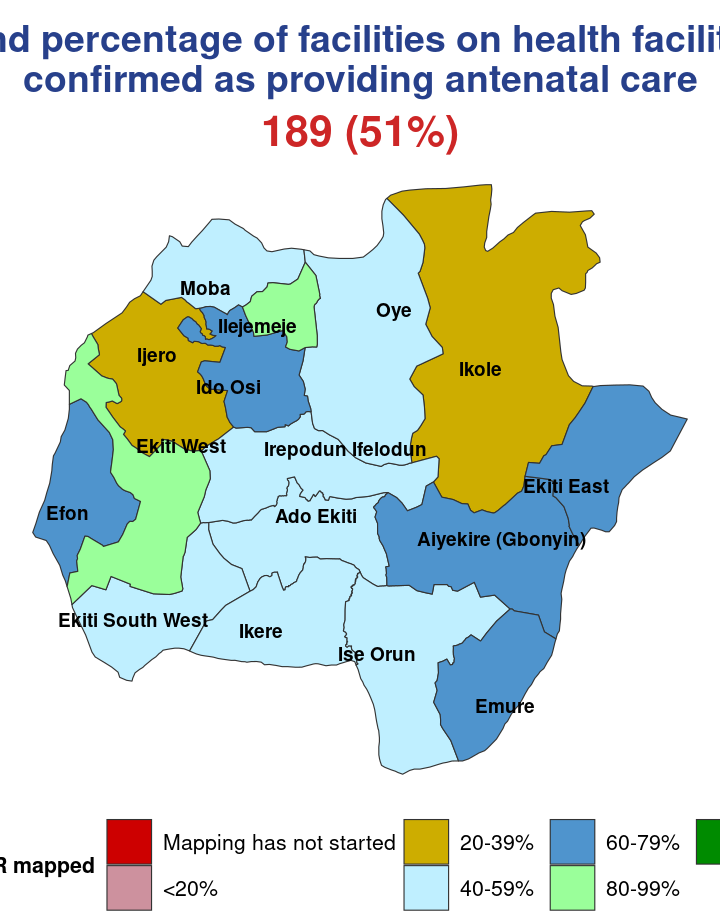 percentage of facilities on health
confirmed as providing antenatal care
189 (51%)
Moba
Ilejemeje
Oye
Ijero
Ikole
Ido Osi
Ekiti West
Irepodun Ifelodun
Ekiti East
Efon
Ado Ekiti
Aiyekire (Gbonyin)
Ekiti South West
Ikere
Ise Orun
Emure
Mapping has not started 20-39% 60-79%
R mapped
<20% 40-59% 80-99%